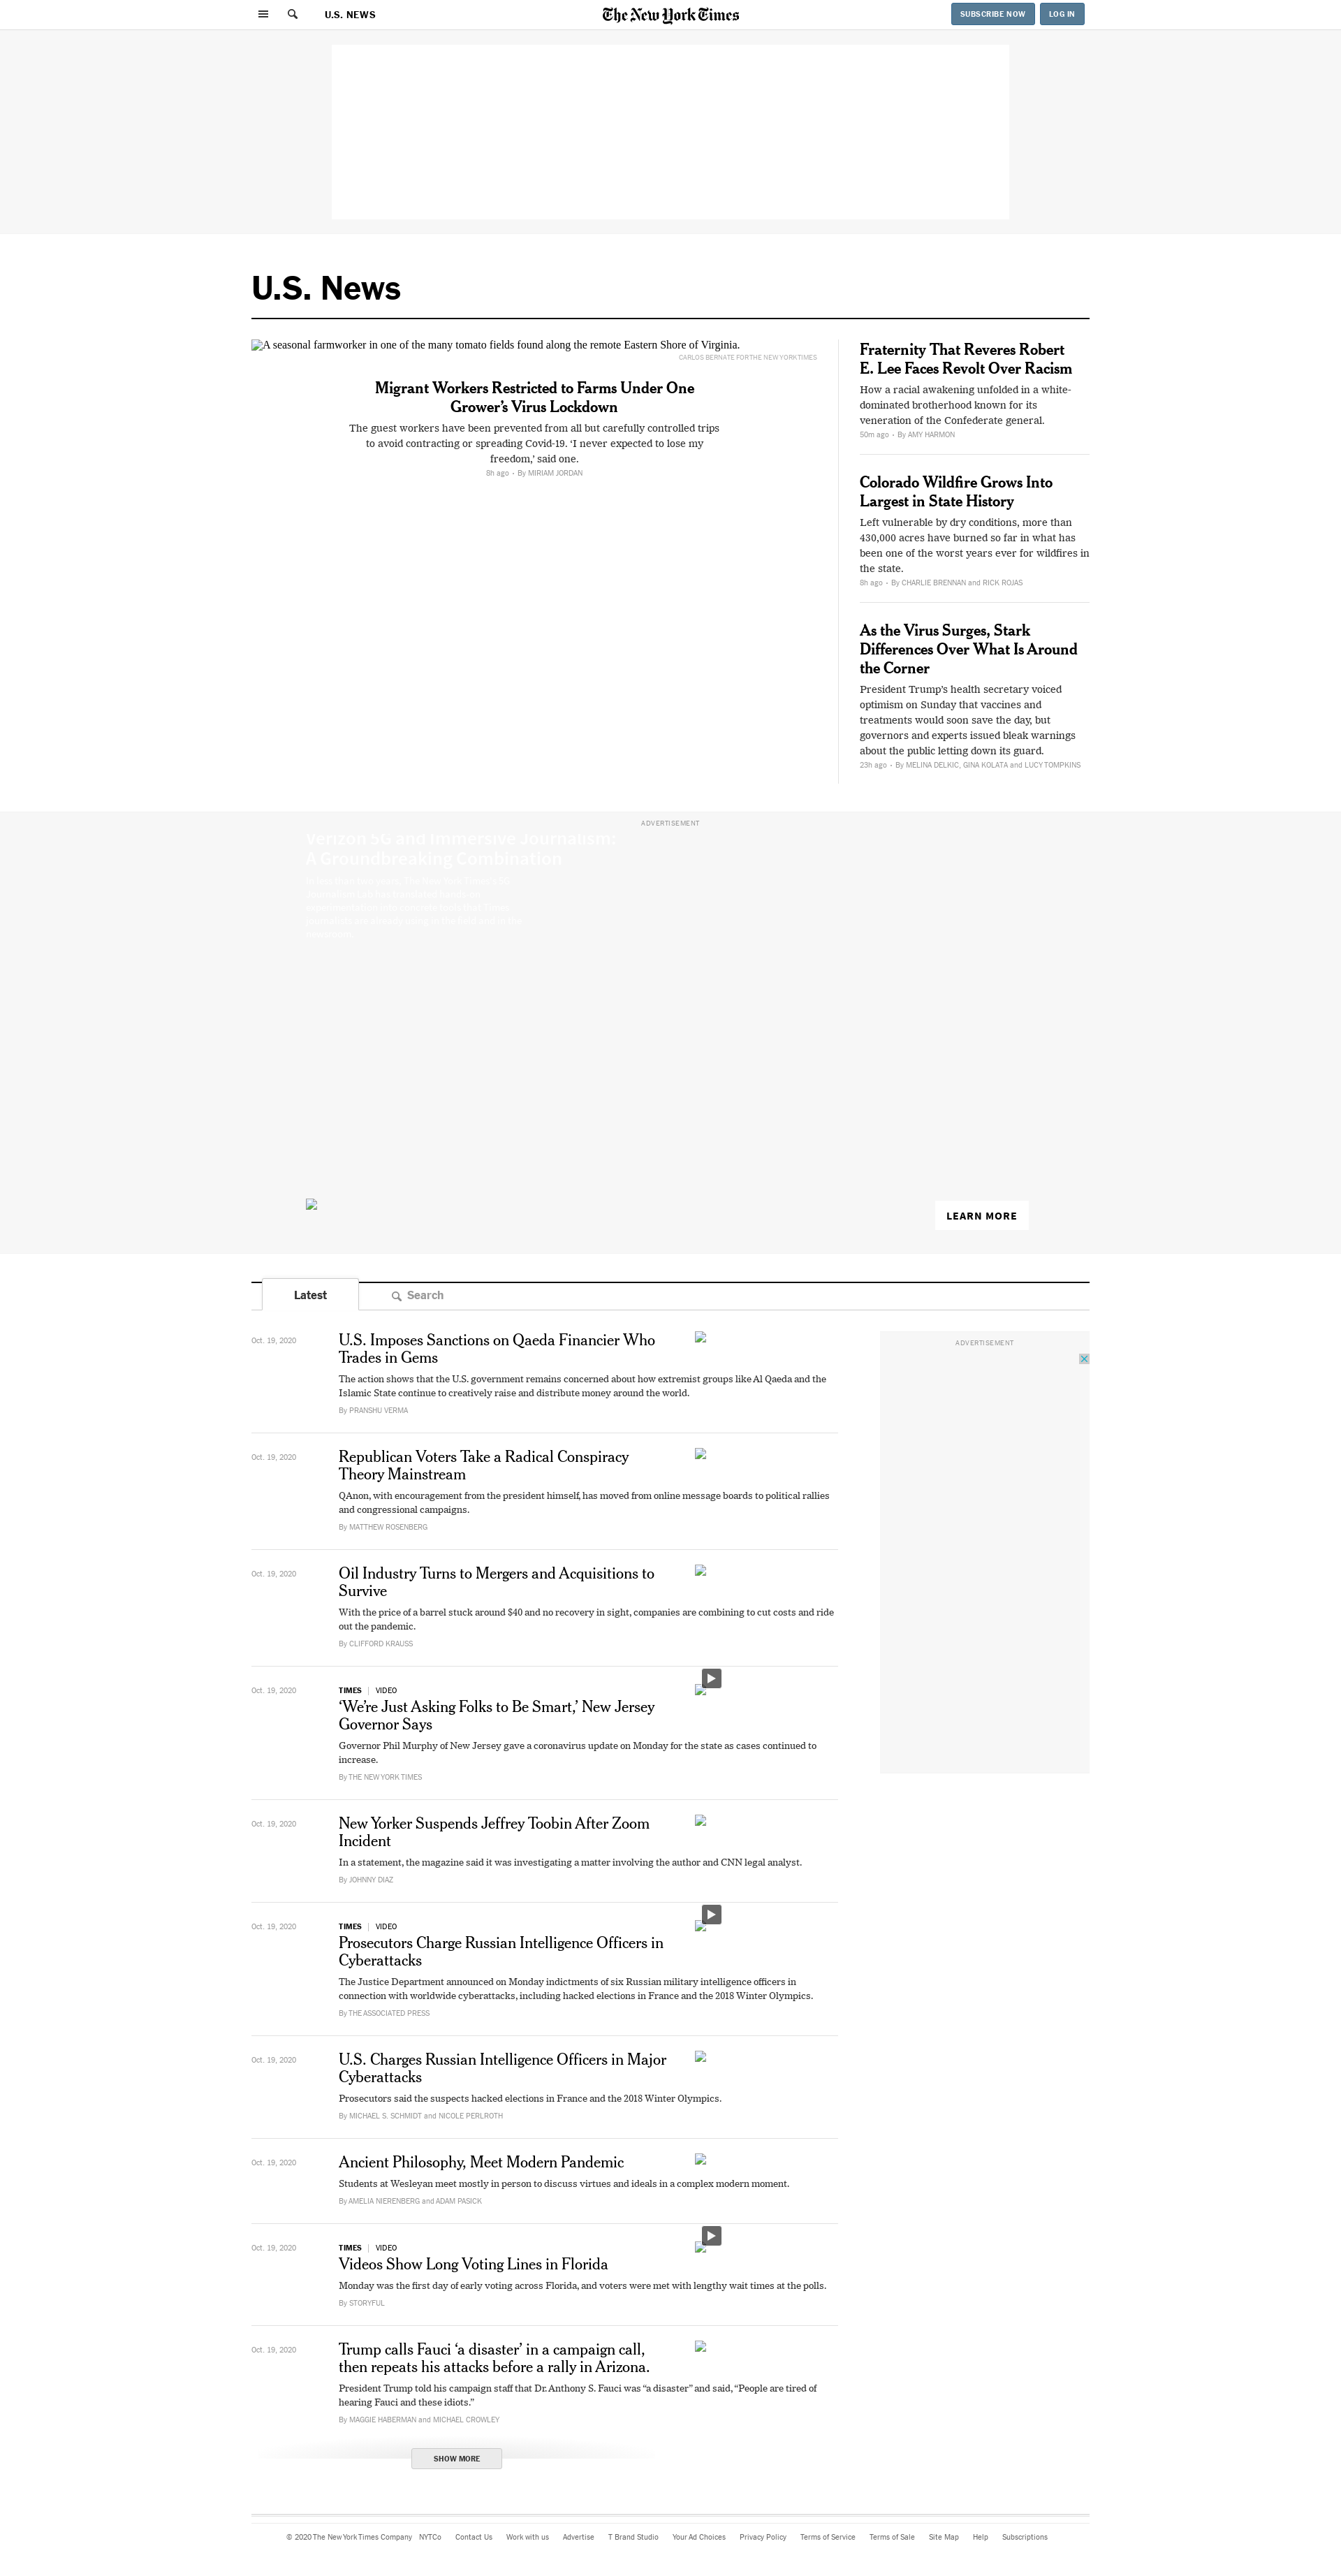 U.S. NEWS
The New York Times
SUBSCRIBE NOW
LOG IN
U.S. News
A seasonal farmworker in one of the many tomato fields found along the remote Eastern Shore of Virginia.
CARLOS BERNATE FOR THE NEW YORK TIMES
Migrant Workers Restricted to Farms Under One
Grower’s Virus Lockdown
The guest workers have been prevented from all but carefully controlled trips
to avoid contracting or spreading Covid-19. ‘I never expected to lose my
freedom,’ said one.
8h ago • By MIRIAM JORDAN
Fraternity That Reveres Robert
E. Lee Faces Revolt Over Racism
How a racial awakening unfolded in a white-
dominated brotherhood known for its
veneration of the Confederate general.
50m ago • By AMY HARMON
Colorado Wildfire Grows Into
Largest in State History
Left vulnerable by dry conditions, more than
430,000 acres have burned so far in what has
been one of the worst years ever for wildfires in
the state.
8h ago • By CHARLIE BRENNAN and RICK ROJAS
As the Virus Surges, Stark
Differences Over What Is Around
the Corner
President Trump’s health secretary voiced
optimism on Sunday that vaccines and
treatments would soon save the day, but
governors and experts issued bleak warnings
about the public letting down its guard.
23h ago • By MELINA DELKIC, GINA KOLATA and LUCY TOMPKINS
ADVERTISEMENT
Verizon 5G and Immersive Journalism:
A Groundbreaking Combination
LEARN MORE
Latest
Search
Oct. 19, 2020
U.S. Imposes Sanctions on Qaeda Financier Who
Trades in Gems
The action shows that the U.S. government remains concerned about how extremist groups like Al Qaeda and the
Islamic State continue to creatively raise and distribute money around the world.
By PRANSHU VERMA
ADVERTISEMENT
Oct. 19, 2020
Republican Voters Take a Radical Conspiracy
Theory Mainstream
QAnon, with encouragement from the president himself, has moved from online message boards to political rallies
and congressional campaigns.
By MATTHEW ROSENBERG
Oct. 19, 2020
Oil Industry Turns to Mergers and Acquisitions to
Survive
With the price of a barrel stuck around $40 and no recovery in sight, companies are combining to cut costs and ride
out the pandemic.
By CLIFFORD KRAUSS
Oct. 19, 2020
TIMES | VIDEO
‘We’re Just Asking Folks to Be Smart,’ New Jersey
Governor Says
Governor Phil Murphy of New Jersey gave a coronavirus update on Monday for the state as cases continued to
increase.
By THE NEW YORK TIMES
Oct. 19, 2020
New Yorker Suspends Jeffrey Toobin After Zoom
Incident
In a statement, the magazine said it was investigating a matter involving the author and CNN legal analyst.
By JOHNNY DIAZ
Oct. 19, 2020
TIMES | VIDEO
Prosecutors Charge Russian Intelligence Officers in
Cyberattacks
The Justice Department announced on Monday indictments of six Russian military intelligence officers in
connection with worldwide cyberattacks, including hacked elections in France and the 2018 Winter Olympics.
By THE ASSOCIATED PRESS
Oct. 19, 2020
U.S. Charges Russian Intelligence Officers in Major
Cyberattacks
Prosecutors said the suspects hacked elections in France and the 2018 Winter Olympics.
By MICHAEL S. SCHMIDT and NICOLE PERLROTH
Oct. 19, 2020
Ancient Philosophy, Meet Modern Pandemic
Students at Wesleyan meet mostly in person to discuss virtues and ideals in a complex modern moment.
By AMELIA NIERENBERG and ADAM PASICK
Oct. 19, 2020
TIMES | VIDEO
Videos Show Long Voting Lines in Florida
Monday was the first day of early voting across Florida, and voters were met with lengthy wait times at the polls.
By STORYFUL
Oct. 19, 2020
Trump calls Fauci ‘a disaster’ in a campaign call,
then repeats his attacks before a rally in Arizona.
President Trump told his campaign staff that Dr. Anthony S. Fauci was “a disaster” and said, “People are tired of
hearing Fauci and these idiots.”
By MAGGIE HABERMAN and MICHAEL CROWLEY
SHOW MORE
© 2020 The New York Times Company NYTCo Contact Us Work with us Advertise T Brand Studio Your Ad Choices Privacy Policy Terms of Service Terms of Sale Site Map Help Subscriptions